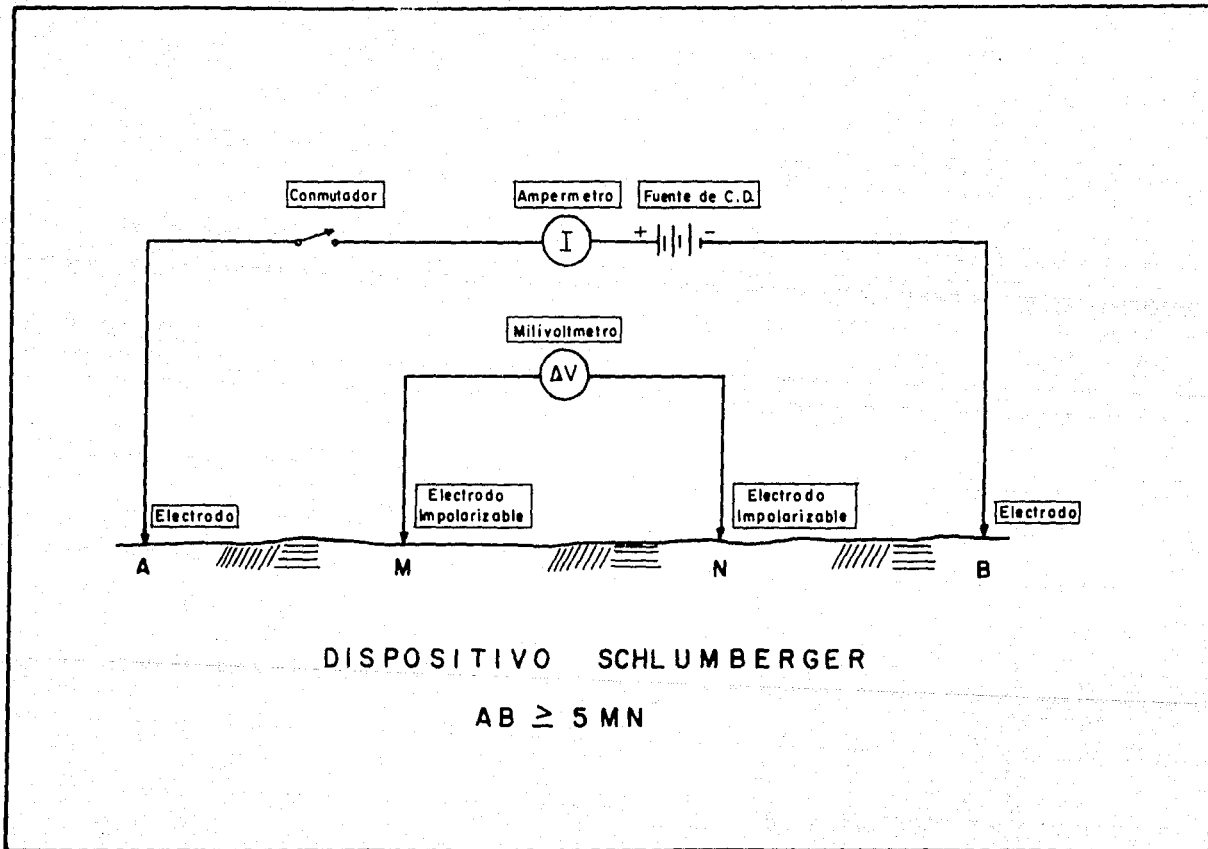 Conmutador
Ampermetro
Fuente de C.D.
I
+
-
Milivoltmetro
ΔV
Electrodo
Electrodo
Impolarizable
Electrodo
Impolarizable
Electrodo
A
M
N
B
DISPOSITIVO SCHLUMBERGER
AB ≥ 5 MN